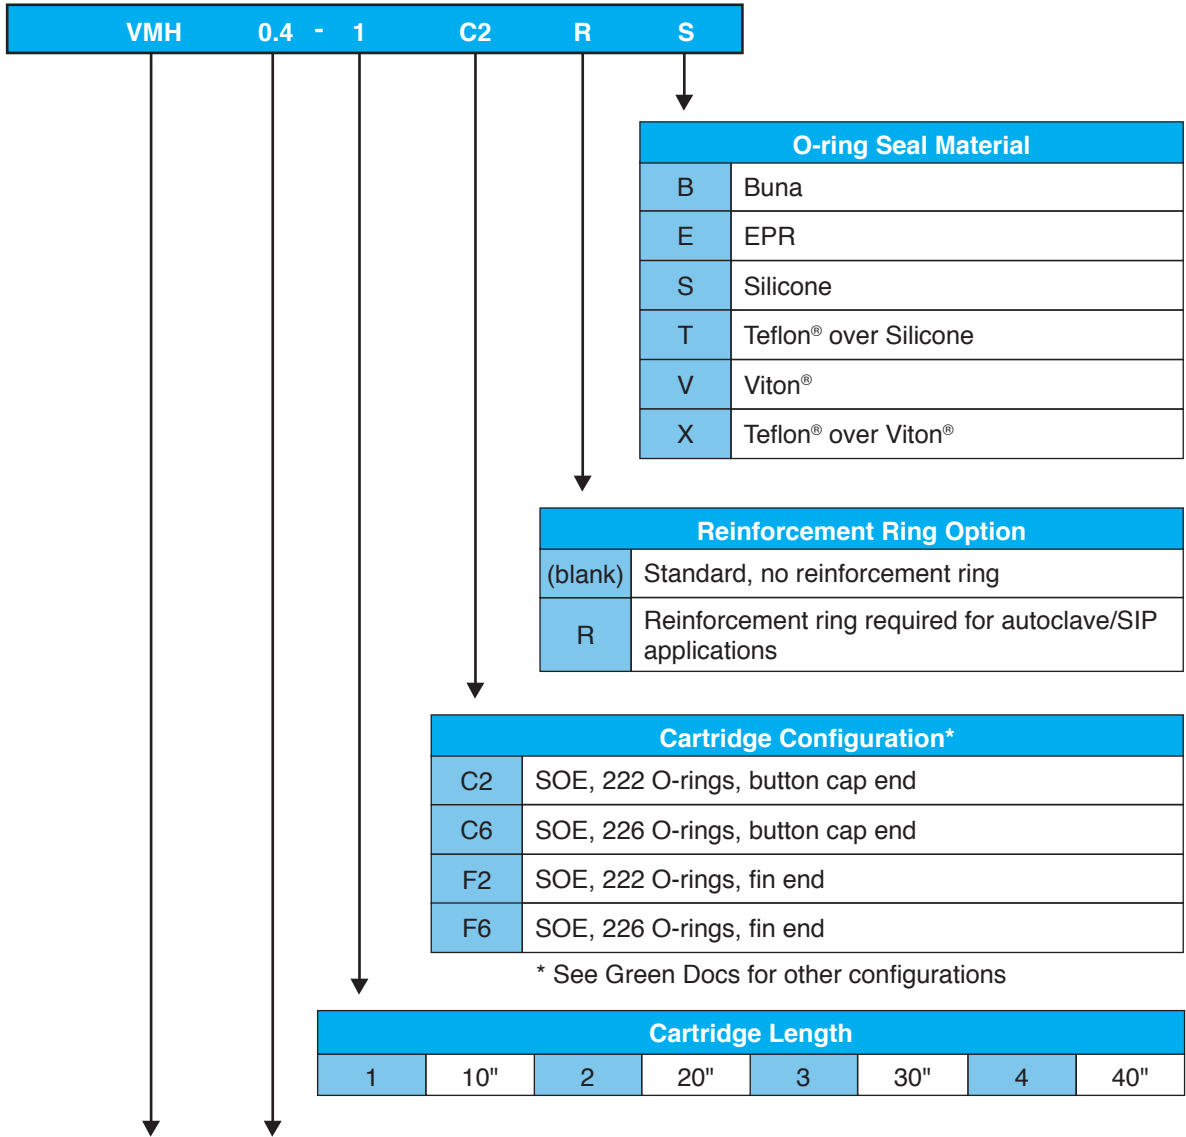 VMH 0.4 - 1 C2 R S
O-ring Seal Material
B Buna
E EPR
S Silicone
T Teflon® over Silicone
V Viton®
X Teflon® over Viton®
Reinforcement Ring Option
(blank) Standard, no reinforcement ring
R Reinforcement ring required for autoclave/SIP
applications
Cartridge Configuration*
C2 SOE, 222 O-rings, button cap end
C6 SOE, 226 O-rings, button cap end
F2 SOE, 222 O-rings, fin end
F6 SOE, 226 O-rings, fin end
* See Green Docs for other configurations
Cartridge Length
1 10" 2 20" 3 30" 4 40"